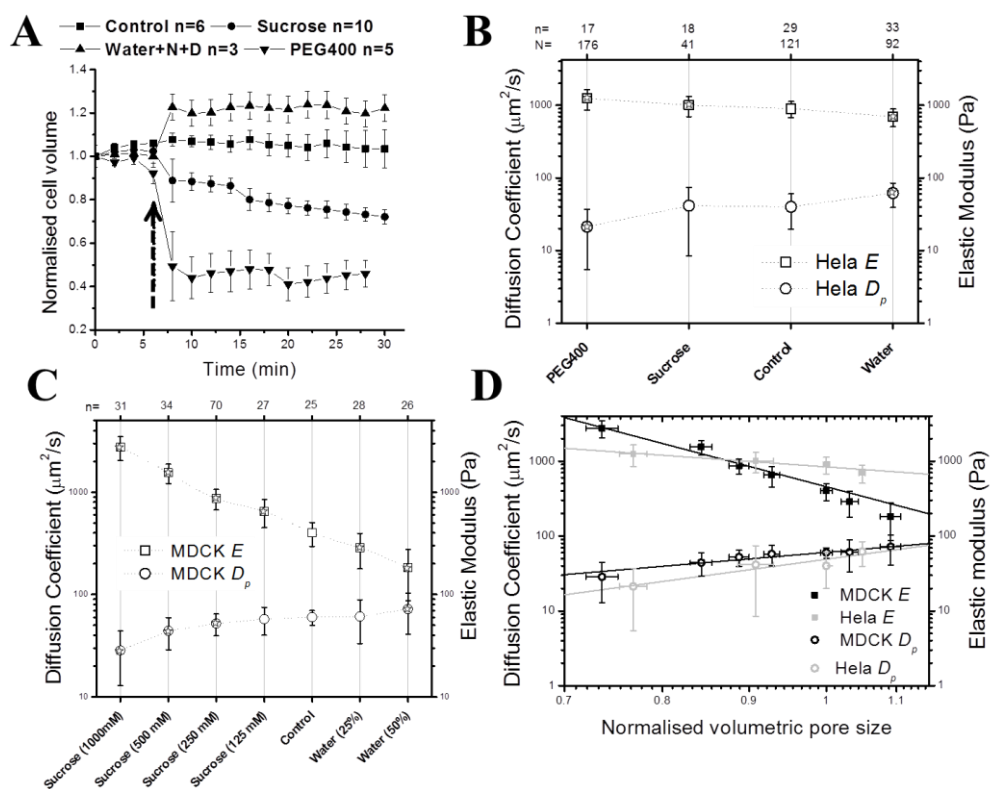 A
Control n=6 Sucrose n=10
Water+N+D n=3 PEG400 n=5
Normalised cell volume
1.4
1.2
1.0
0.8
0.6
0.4
0.2
0 5 10 15 20 25 30
Time (min)
B
n= 17 18 29 33
N= 176 41 121 92
Diffusion Coefficient (μm²/s)
1000
100
10
1
Hela E
Hela Dp
1000
100
10
1
Elastic Modulus (Pa)
PEG400 Sucrose Control Water
C
n= 31 34 70 27 25 28 26
Diffusion Coefficient (μm²/s)
1000
100
10
MDCK E
MDCK Dp
1000
100
10
Elastic Modulus (Pa)
Sucrose (1000mM) Sucrose (500 mM) Sucrose (250 mM) Sucrose (125 mM) Control Water (25%) Water (50%)
D
Diffusion Coefficient (μm²/s)
1000
100
10
1
MDCK E
Hela E
MDCK Dp
Hela Dp
1000
100
10
1
Elastic modulus (Pa)
0.7 0.8 0.9 1 1.1
Normalised volumetric pore size